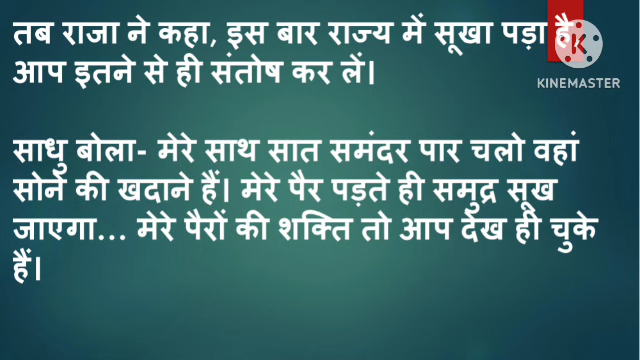 तब राजा ने कहा, इस बार राज्य में सूखा पड़ा है
आप इतने से ही संतोष कर लें।
KINEMASTER
साधु बोला- मेरे साथ सात समंदर पार चलो वहां
सोने की खदाने हैं। मेरे पैर पड़ते ही समुद्र सूख
जाएगा... मेरे पैरों की शक्ति तो आप देख ही चुके
हैं।